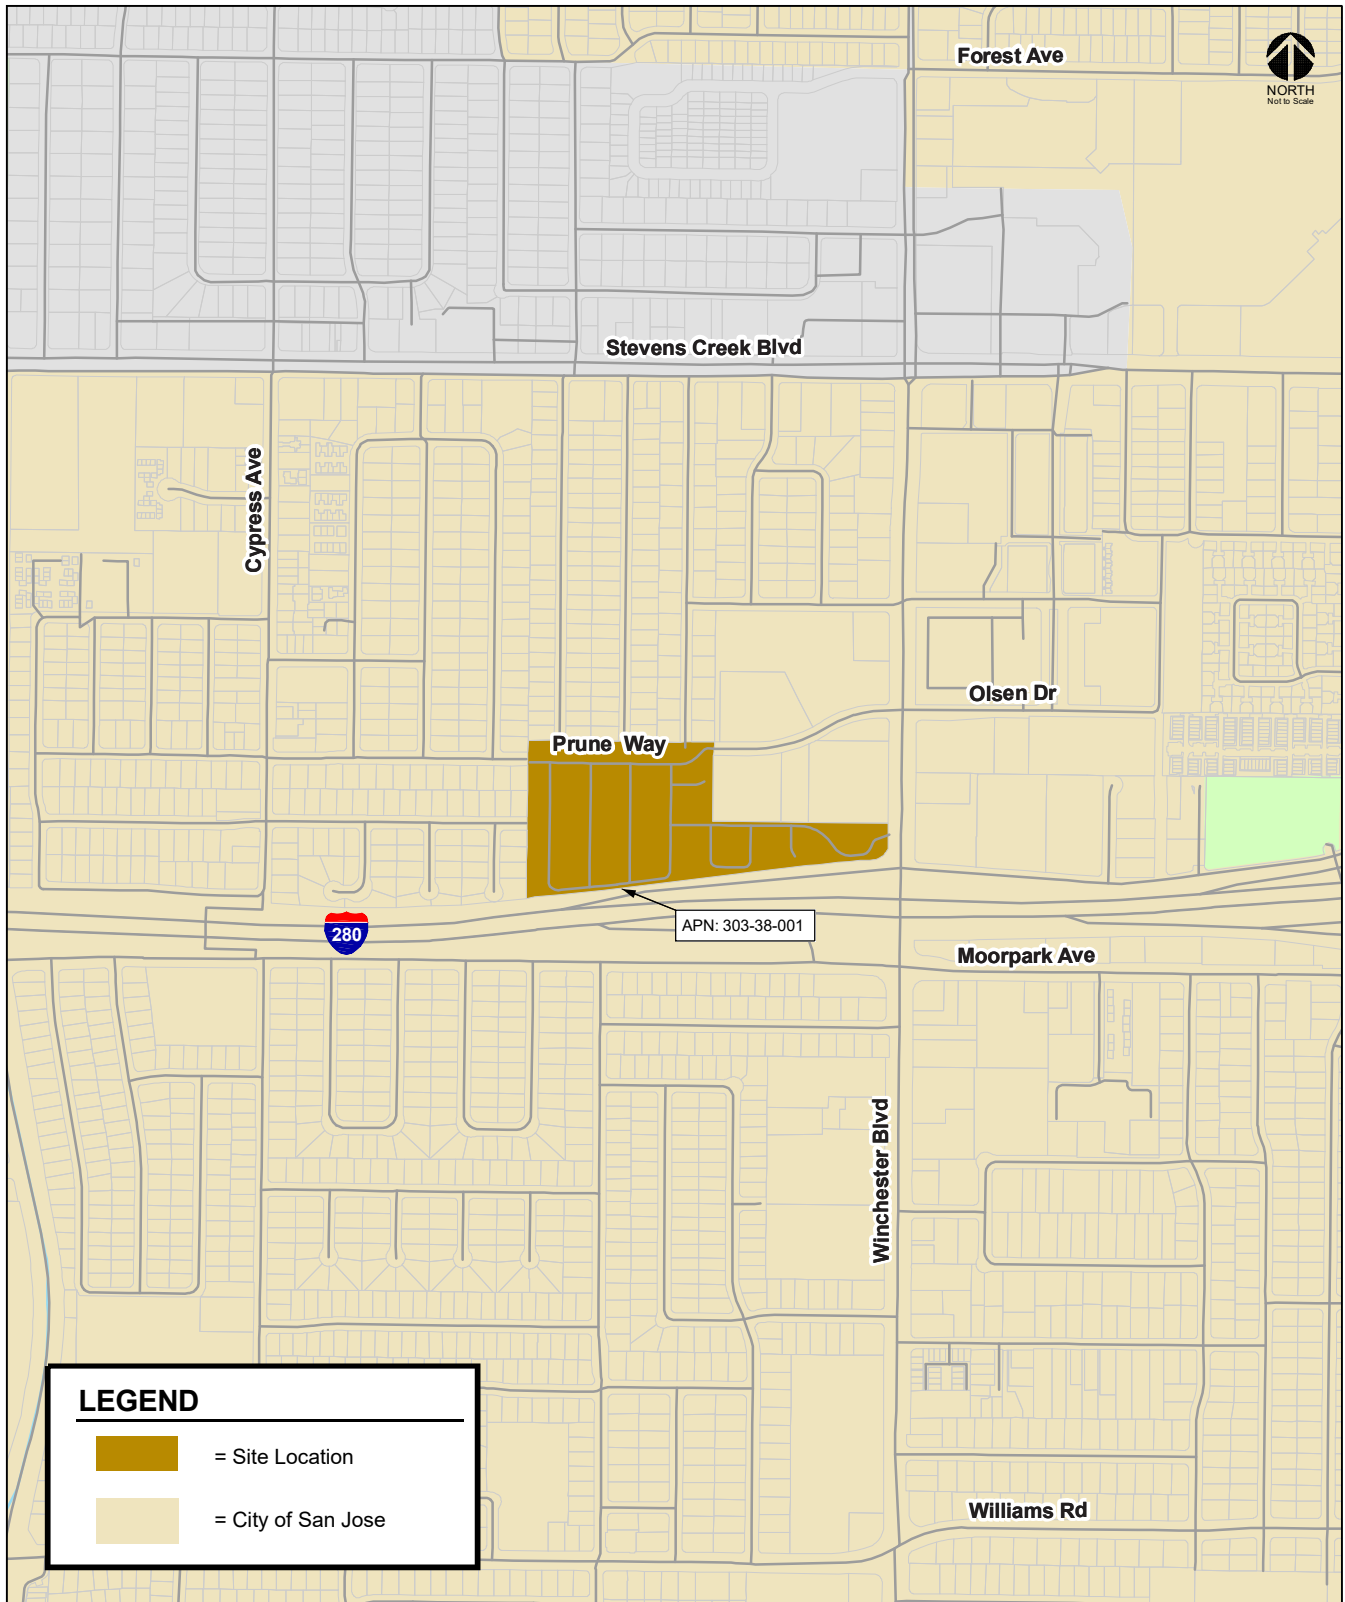 Forest Ave
NORTH
Not to Scale
Stevens Creek Blvd
Cypress Ave
Olsen Dr
Prune Way
APN: 303-38-001
280
Moorpark Ave
Winchester Blvd
LEGEND
= Site Location
= City of San Jose
Williams Rd